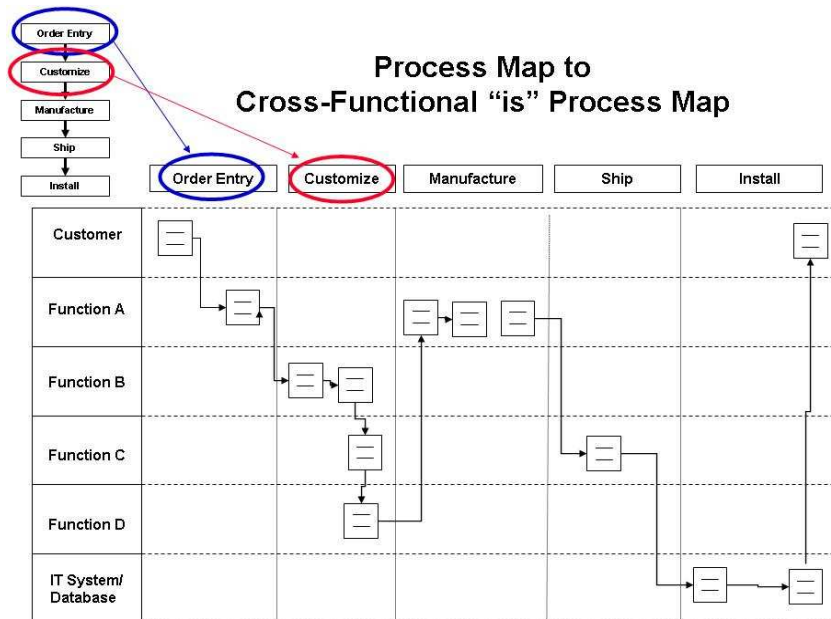 Order Entry
Customize
Manufacture
Ship
Install
Process Map to
Cross-Functional “is” Process Map
Order Entry
Customize
Manufacture
Ship
Install
Customer
Function A
Function B
Function C
Function D
IT System/
Database